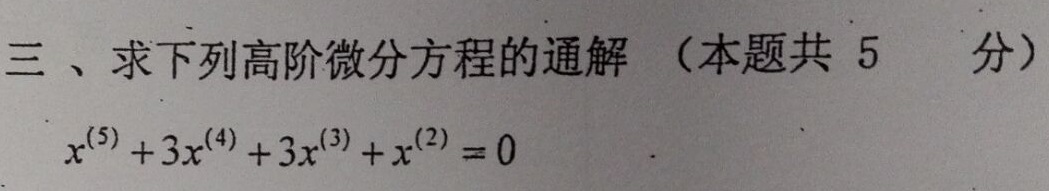 三、求下列高阶微分方程的通解 （本题共 5 分）
x⁽⁵⁾ + 3x⁽⁴⁾ + 3x⁽³⁾ + x⁽²⁾ = 0